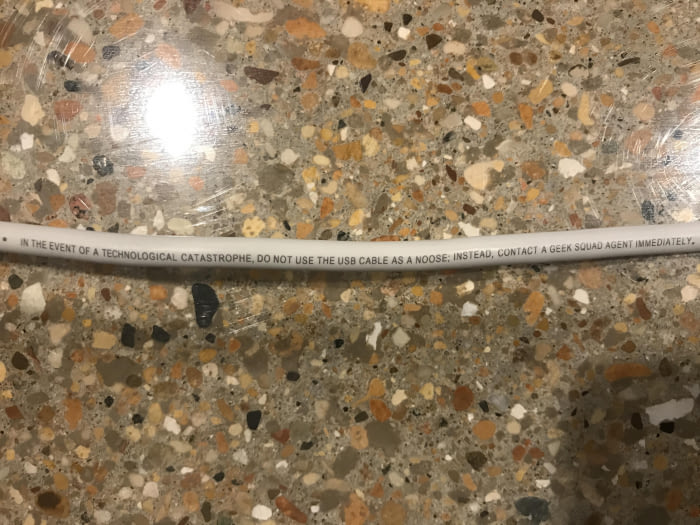 IN THE EVENT OF A TECHNOLOGICAL CATASTROPHE, DO NOT USE THE USB CABLE AS A NOOSE; INSTEAD, CONTACT A GEEK SQUAD AGENT IMMEDIATELY.